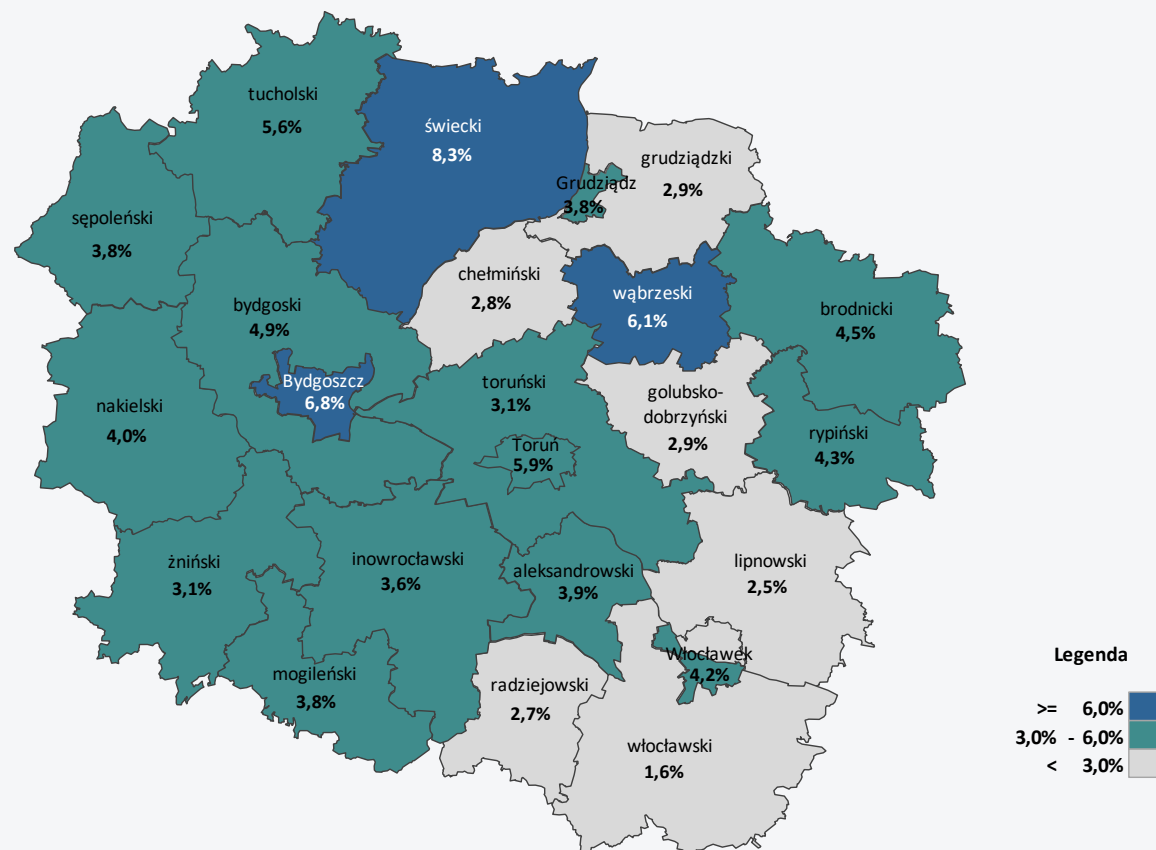 tucholski
5,6%
świecki
8,3%
grudziądzki
2,9%
Grudziądz
3,8%
sępoleński
3,8%
chełmiński
2,8%
wąbrzeski
6,1%
bydgoski
4,9%
brodnicki
4,5%
Bydgoszcz
6,8%
toruński
3,1%
golubsko-
dobrzyński
2,9%
nakielski
4,0%
rypiński
4,3%
Toruń
5,9%
żniński
3,1%
inowrocławski
3,6%
aleksandrowski
3,9%
lipnowski
2,5%
Włocławek
4,2%
mogileński
3,8%
radziejowski
2,7%
włocławski
1,6%
Legenda
>= 6,0%
3,0% - 6,0%
< 3,0%